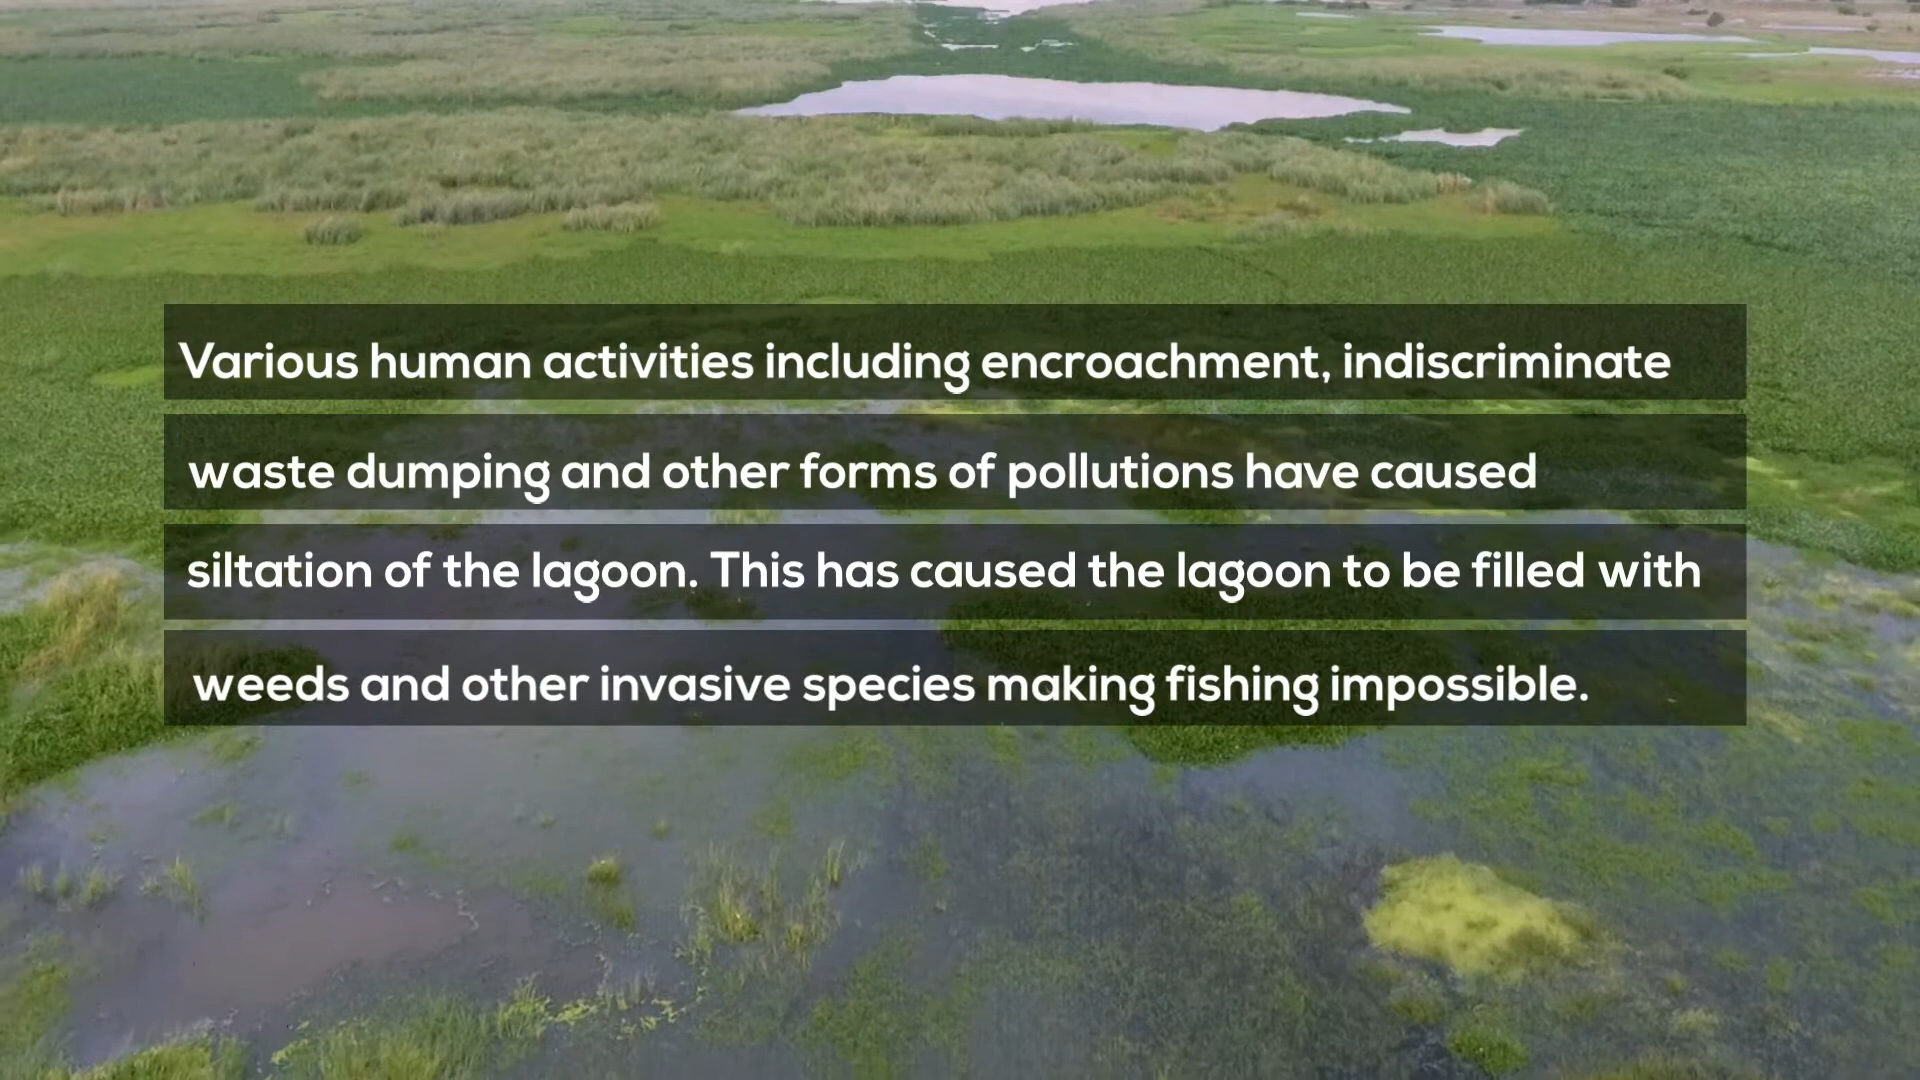 Various human activities including encroachment, indiscriminate
waste dumping and other forms of pollutions have caused
siltation of the lagoon. This has caused the lagoon to be filled with
weeds and other invasive species making fishing impossible.